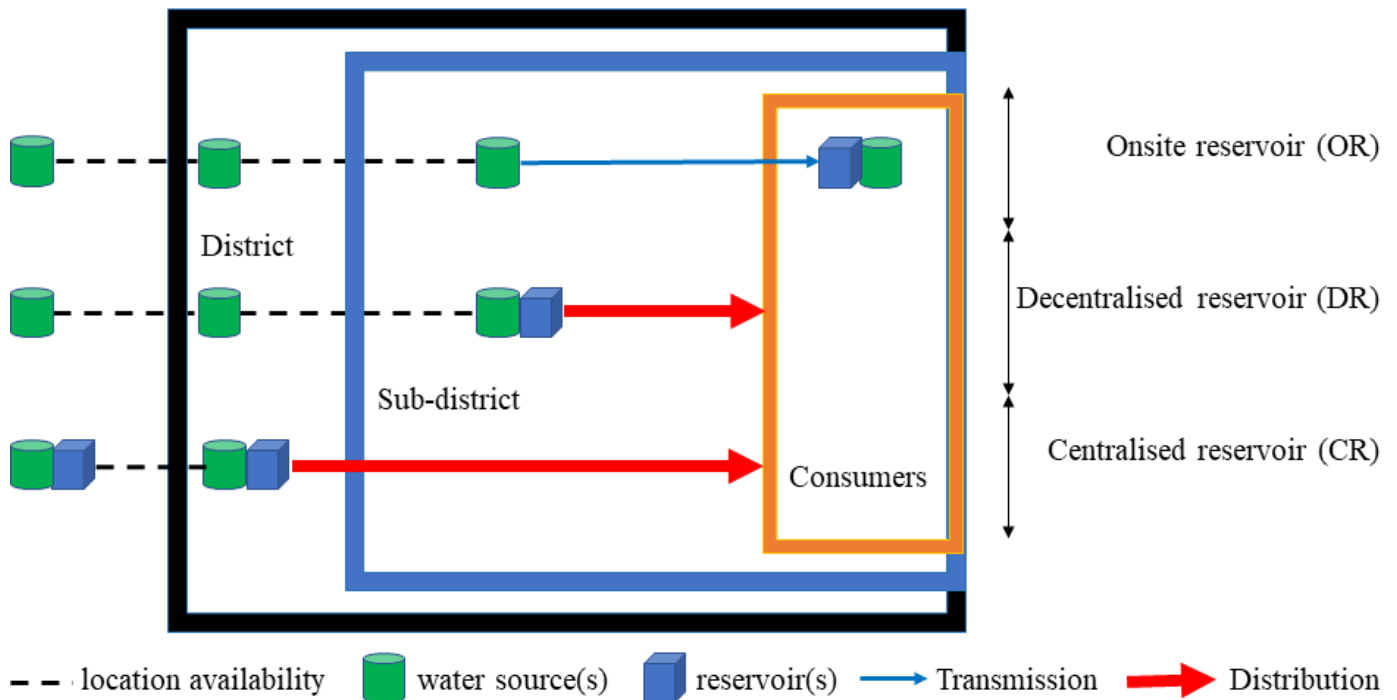 Onsite reservoir (OR)
District
Decentralised reservoir (DR)
Sub-district
Centralised reservoir (CR)
Consumers
location availability water source(s) reservoir(s) Transmission Distribution